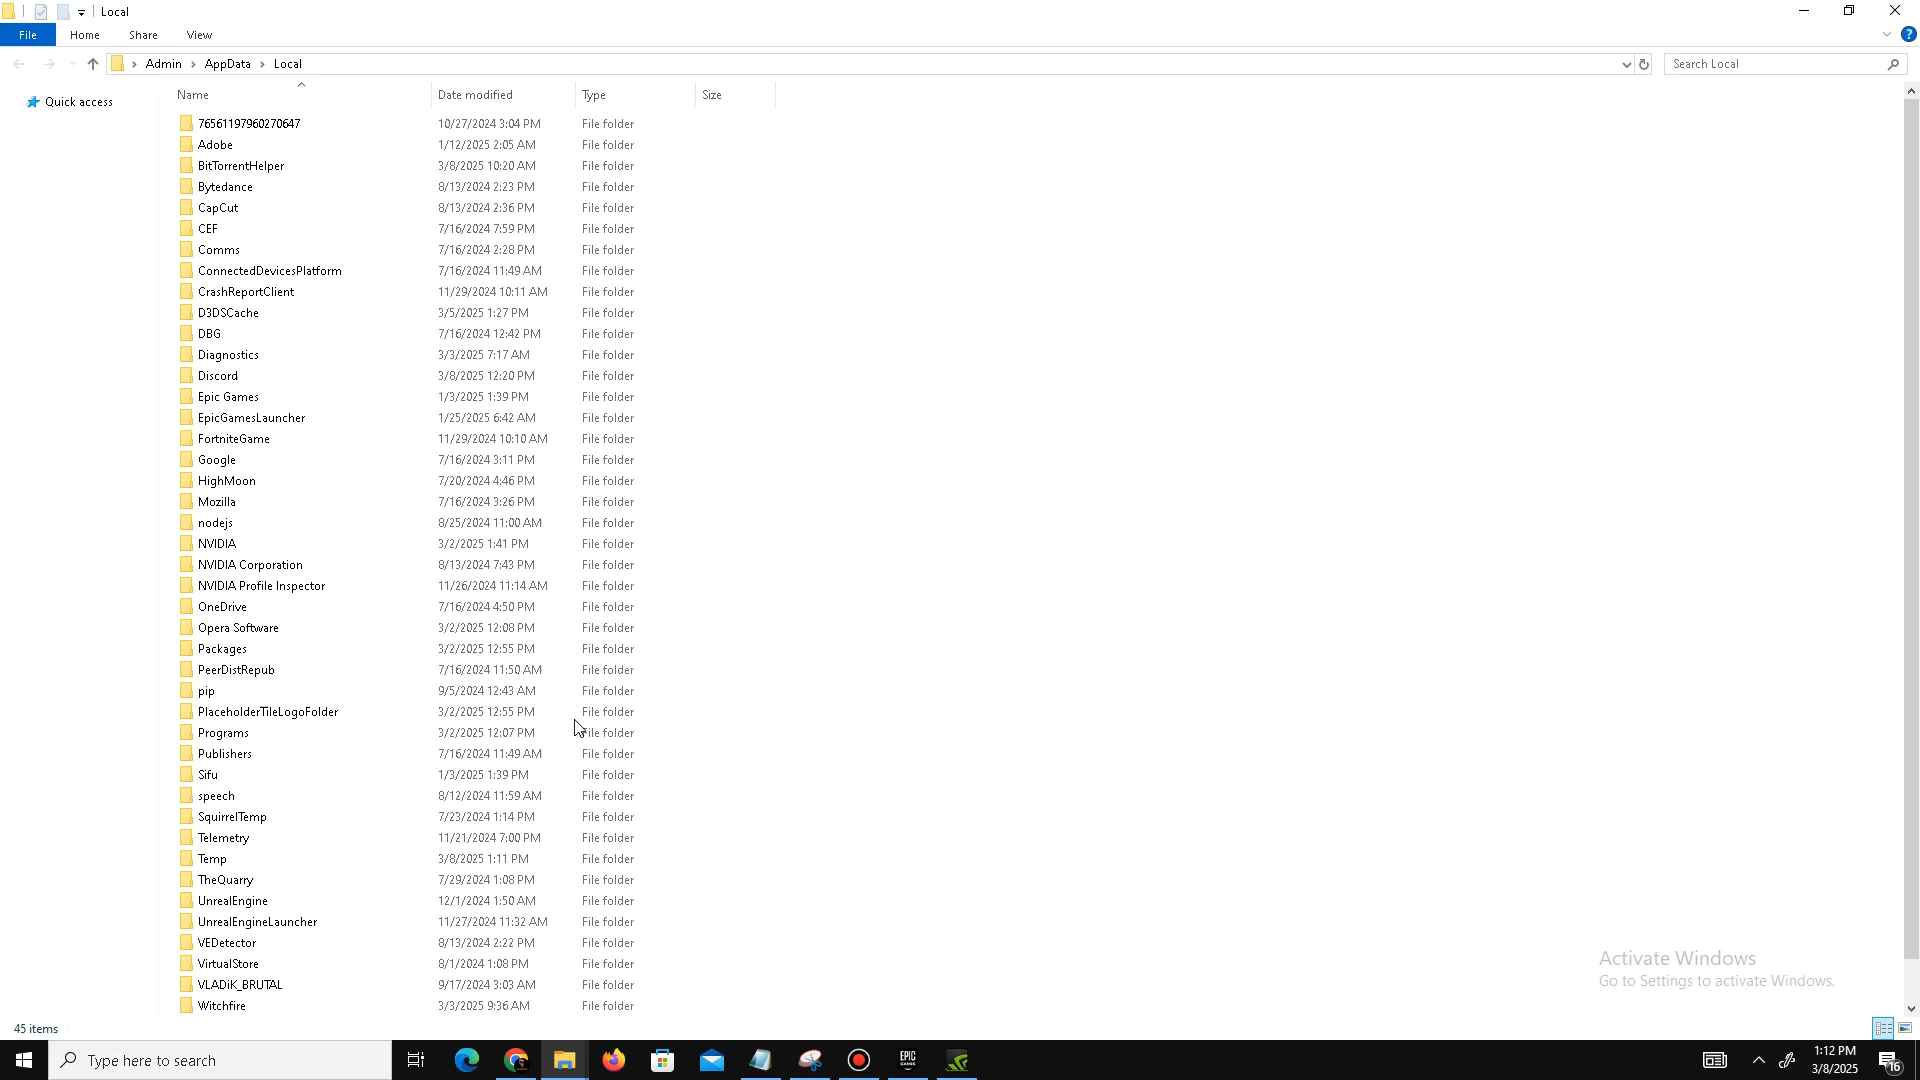 Local
File Home Share View
Admin > AppData > Local
Search Local
Quick access
Name Date modified Type Size
76561197960270647 10/27/2024 3:04 PM File folder
Adobe 1/12/2025 2:05 AM File folder
BitTorrentHelper 3/8/2025 10:20 AM File folder
Bytedance 8/13/2024 2:23 PM File folder
CapCut 8/13/2024 2:36 PM File folder
CEF 7/16/2024 7:59 PM File folder
Comms 7/16/2024 2:28 PM File folder
ConnectedDevicesPlatform 7/16/2024 11:49 AM File folder
CrashReportClient 11/29/2024 10:11 AM File folder
D3DSCache 3/5/2025 1:27 PM File folder
DBG 7/16/2024 12:42 PM File folder
Diagnostics 3/3/2025 7:17 AM File folder
Discord 3/8/2025 12:20 PM File folder
Epic Games 1/3/2025 1:39 PM File folder
EpicGamesLauncher 1/25/2025 6:42 AM File folder
FortniteGame 11/29/2024 10:10 AM File folder
Google 7/16/2024 3:11 PM File folder
HighMoon 7/20/2024 4:46 PM File folder
Mozilla 7/16/2024 3:26 PM File folder
nodejs 8/25/2024 11:00 AM File folder
NVIDIA 3/2/2025 1:41 PM File folder
NVIDIA Corporation 8/13/2024 7:43 PM File folder
NVIDIA Profile Inspector 11/26/2024 11:14 AM File folder
OneDrive 7/16/2024 4:50 PM File folder
Opera Software 3/2/2025 12:08 PM File folder
Packages 3/2/2025 12:55 PM File folder
PeerDistRepub 7/16/2024 11:50 AM File folder
pip 9/5/2024 12:43 AM File folder
PlaceholderTileLogoFolder 3/2/2025 12:55 PM File folder
Programs 3/2/2025 12:07 PM File folder
Publishers 7/16/2024 11:49 AM File folder
Sifu 1/3/2025 1:39 PM File folder
speech 8/12/2024 11:59 AM File folder
SquirrelTemp 7/23/2024 1:14 PM File folder
Telemetry 11/21/2024 7:00 PM File folder
Temp 3/8/2025 1:11 PM File folder
TheQuarry 7/29/2024 1:08 PM File folder
UnrealEngine 12/1/2024 1:50 AM File folder
UnrealEngineLauncher 11/27/2024 11:32 AM File folder
VEDetector 8/13/2024 2:22 PM File folder
VirtualStore 8/1/2024 1:08 PM File folder
VLADiK_BRUTAL 9/17/2024 3:03 AM File folder
Witchfire 3/3/2025 9:36 AM File folder
Activate Windows
Go to Settings to activate Windows.
45 items
Type here to search
EPIC GAMES
1:12 PM
3/8/2025
16